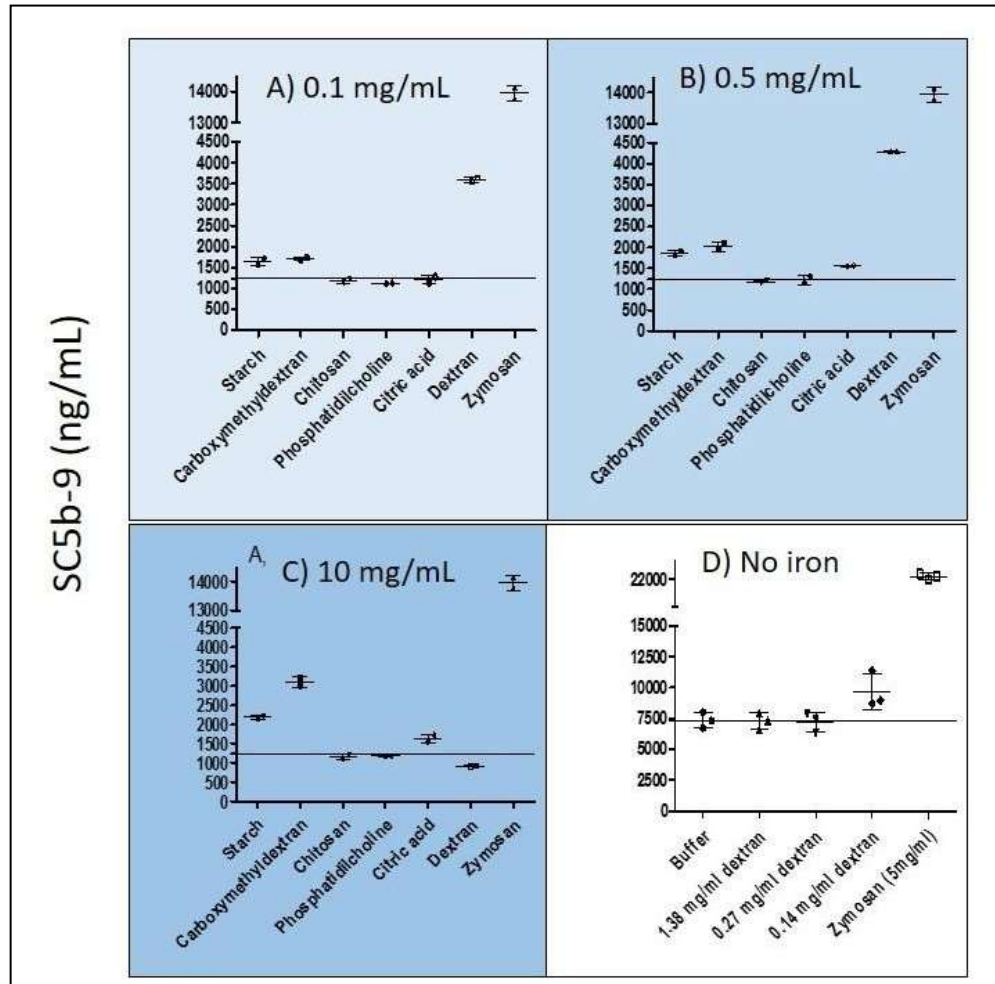 SC5b-9 (ng/mL)
A) 0.1 mg/mL
14000
13000
4500
4000
3500
3000
2500
2000
1500
1000
500
0
Starch
Carboxymethyldextran
Chitosan
Phosphatidilcholine
Citric acid
Dextran
Zymosan
B) 0.5 mg/mL
14000
13000
4500
4000
3500
3000
2500
2000
1500
1000
500
0
Starch
Carboxymethyldextran
Chitosan
Phosphatidilcholine
Citric acid
Dextran
Zymosan
A,
C) 10 mg/mL
14000
13000
4500
4000
3500
3000
2500
2000
1500
1000
500
0
Starch
Carboxymethyldextran
Chitosan
Phosphatidilcholine
Citric acid
Dextran
Zymosan
D) No iron
22000
15000
12500
10000
7500
5000
2500
0
Buffer
1.38 mg/ml dextran
0.27 mg/ml dextran
0.14 mg/ml dextran
Zymosan (5mg/ml)